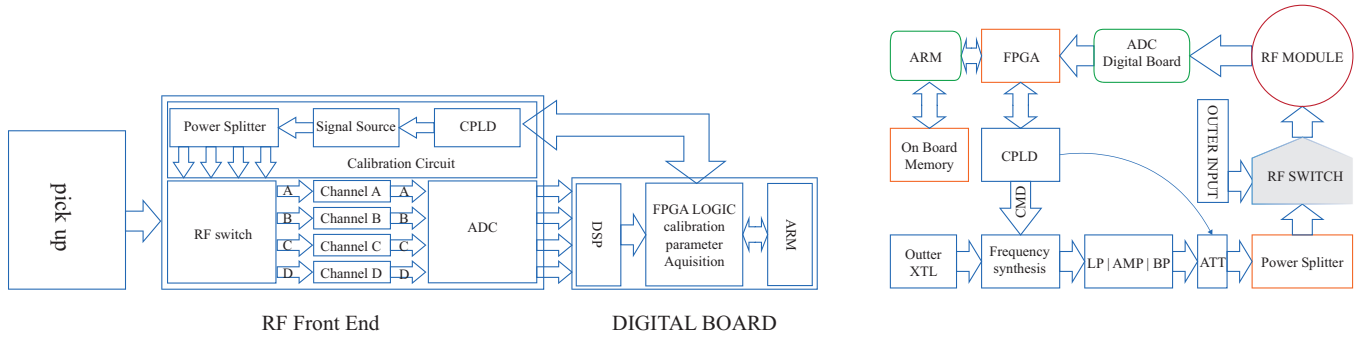 pick up
Power Splitter
Signal Source
CPLD
Calibration Circuit
RF switch
A
Channel A
A
B
Channel B
B
C
Channel C
C
D
Channel D
D
ADC
DSP
FPGA LOGIC
calibration
parameter
Aquisition
ARM
RF Front End
DIGITAL BOARD
ARM
FPGA
ADC
Digital Board
RF MODULE
On Board
Memory
CPLD
OUTER INPUT
RF SWITCH
CMD
Outter
XTL
Frequency
synthesis
LP | AMP | BP
ATT
Power Splitter